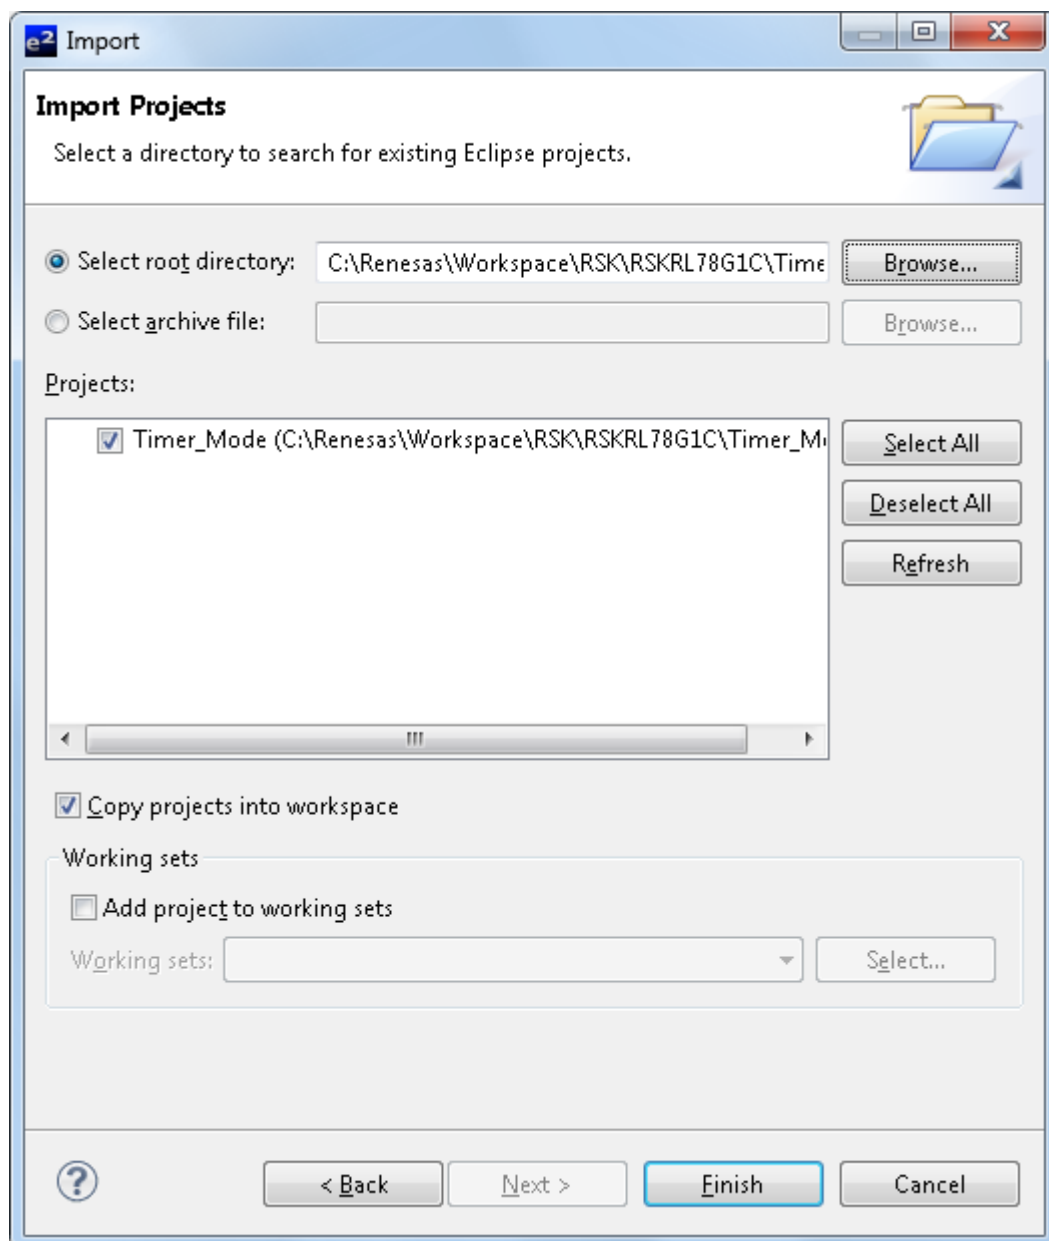 e² Import
Import Projects
Select a directory to search for existing Eclipse projects.
Select root directory: C:\Renesas\Workspace\RSK\RSKRL78G1C\Time Browse...
Select archive file: Browse...
Projects:
Timer_Mode (C:\Renesas\Workspace\RSK\RSKRL78G1C\Timer_M
Select All
Deselect All
Refresh
Copy projects into workspace
Working sets
Add project to working sets
Working sets: Select...
? < Back Next > Finish Cancel